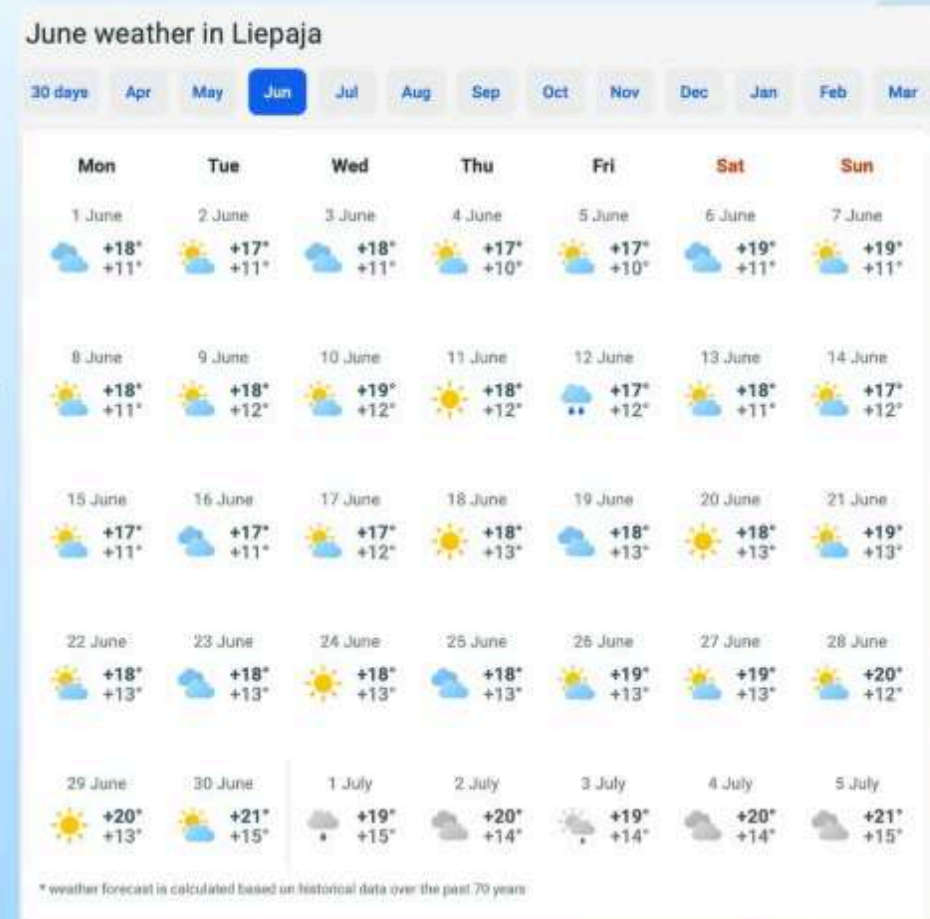 June weather in Liepaja
30 days Apr May Jun Jul Aug Sep Oct Nov Dec Jan Feb Mar
Mon Tue Wed Thu Fri Sat Sun
1 June 2 June 3 June 4 June 5 June 6 June 7 June
+18° +17° +18° +17° +17° +19° +19°
+11° +11° +11° +10° +10° +11° +11°
8 June 9 June 10 June 11 June 12 June 13 June 14 June
+18° +18° +19° +18° +17° +18° +17°
+11° +12° +12° +12° +12° +11° +12°
15 June 16 June 17 June 18 June 19 June 20 June 21 June
+17° +17° +17° +18° +18° +18° +19°
+11° +11° +12° +13° +13° +13° +13°
22 June 23 June 24 June 25 June 26 June 27 June 28 June
+18° +18° +18° +18° +19° +19° +20°
+13° +13° +13° +13° +13° +13° +12°
29 June 30 June 1 July 2 July 3 July 4 July 5 July
+20° +21° +19° +20° +19° +20° +21°
+13° +15° +15° +14° +14° +14° +15°
* weather forecast is calculated based on historical data over the past 70 years